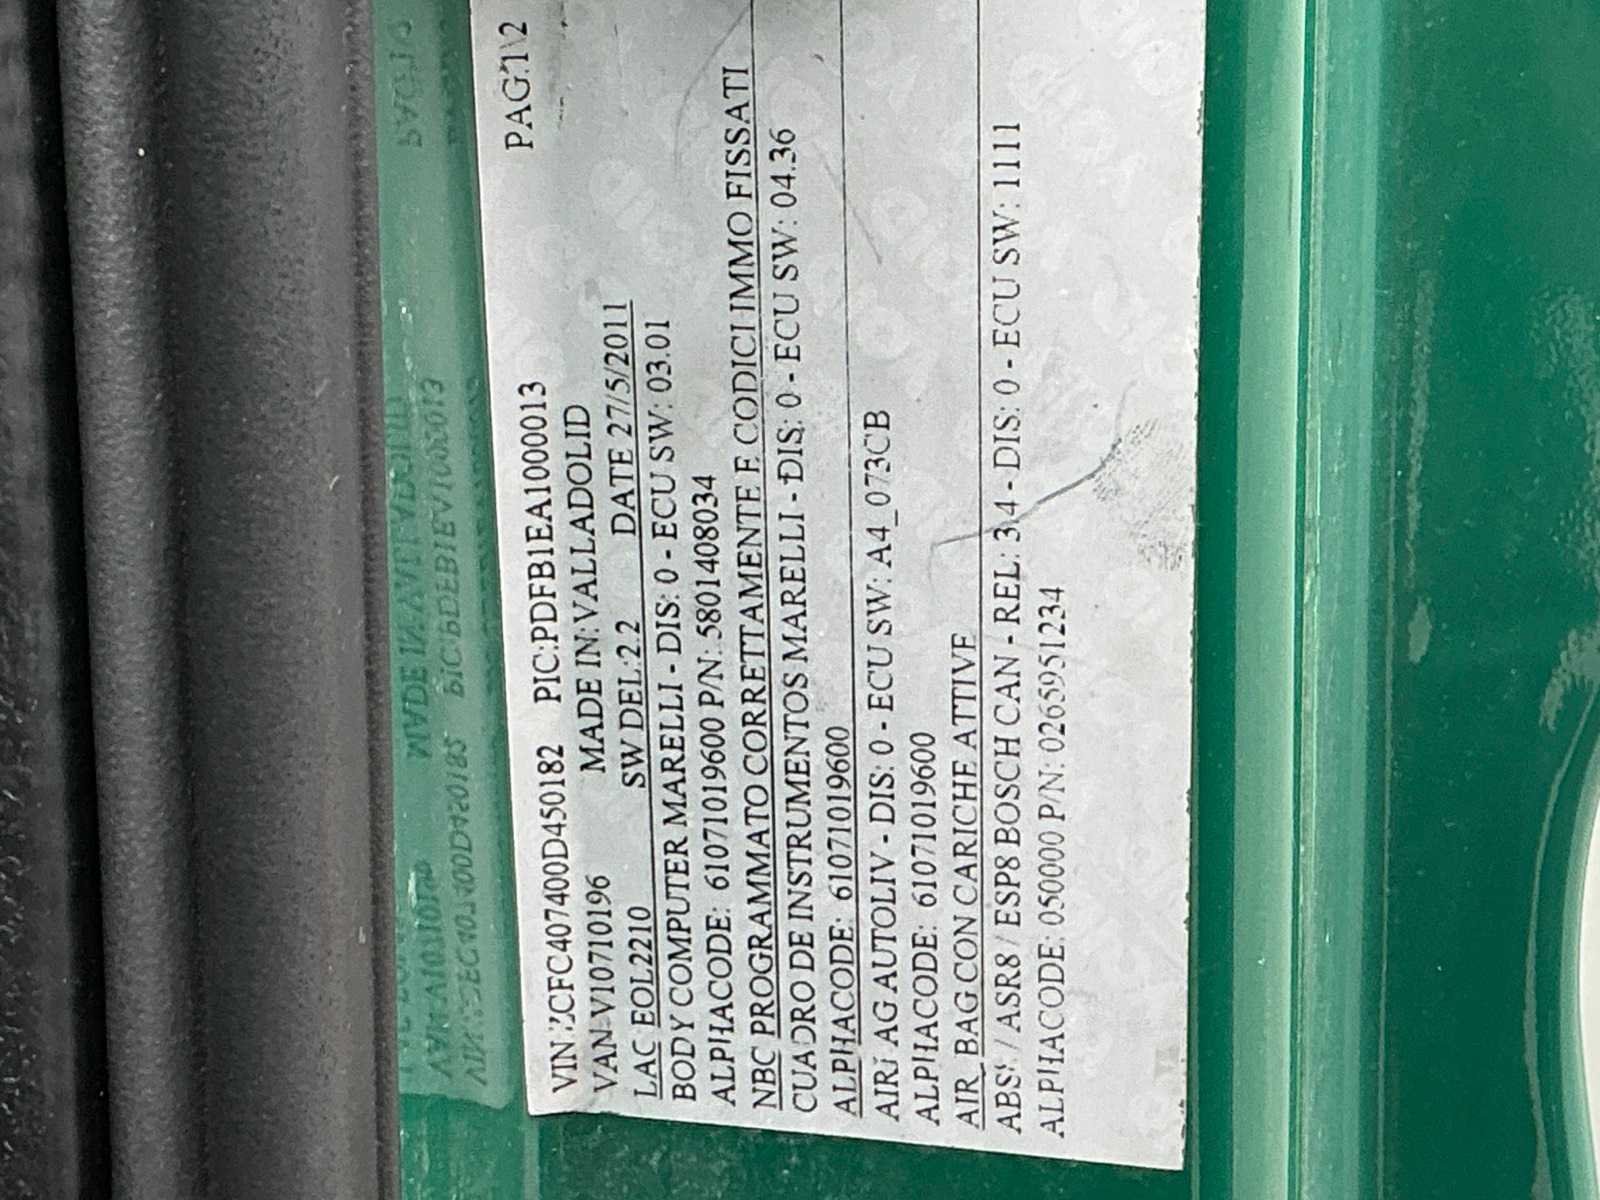 PAG:1\2
VIN:ZCFC407400D450182 PIC:PDFB1EA1000013
VAN:V10710196 MADE IN:VALLADOLID
LAC EOL2210 SW DEL:2.2 DATE 27/5/2011
BODY COMPUTER MARELLI - DIS: 0 - ECU SW: 03.01
ALPHACODE: 61071019600 P/N: 5801408034
NBC PROGRAMMATO CORRETTAMENTE E CODICI IMMO FISSATI
CUADRO DE INSTRUMENTOS MARELLI - DIS: 0 - ECU SW: 04.36
ALPHACODE: 61071019600
AIRBAG AUTOLIV - DIS: 0 - ECU SW: A4_073CB
ALPHACODE: 61071019600
AIR_BAG CON CARICHE ATTIVE
ABS8 / ASR8 / ESP8 BOSCH CAN - REL: 3.4 - DIS: 0 - ECU SW: 1111
ALPHACODE: 050000 P/N: 0265951234